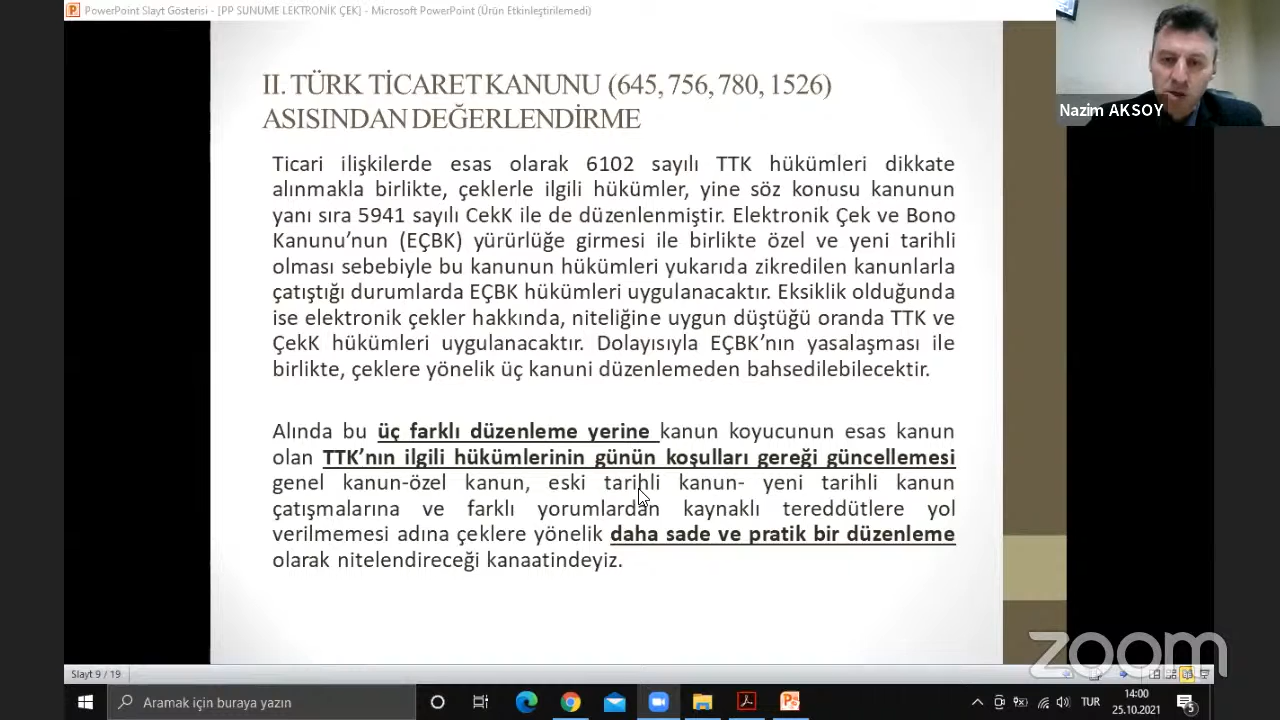 PowerPoint Slayt Gösterisi - [PP SUNUME LEKTRONİK ÇEK] - Microsoft PowerPoint (Ürün Etkinleştirilemedi)
Nazim AKSOY
II. TÜRK TİCARET KANUNU (645, 756, 780, 1526)
ASISINDAN DEĞERLENDİRME
Ticari ilişkilerde esas olarak 6102 sayılı TTK hükümleri dikkate
alınmakla birlikte, çeklerle ilgili hükümler, yine söz konusu kanunun
yanı sıra 5941 sayılı CekK ile de düzenlenmiştir. Elektronik Çek ve Bono
Kanunu’nun (EÇBK) yürürlüğe girmesi ile birlikte özel ve yeni tarihli
olması sebebiyle bu kanunun hükümleri yukarıda zikredilen kanunlarla
çatıştığı durumlarda EÇBK hükümleri uygulanacaktır. Eksiklik olduğunda
ise elektronik çekler hakkında, niteliğine uygun düştüğü oranda TTK ve
ÇekK hükümleri uygulanacaktır. Dolayısıyla EÇBK’nın yasalaşması ile
birlikte, çeklere yönelik üç kanuni düzenlemeden bahsedilebilecektir.
Alında bu üç farklı düzenleme yerine kanun koyucunun esas kanun
olan TTK’nın ilgili hükümlerinin günün koşulları gereği güncellemesi
genel kanun-özel kanun, eski tarihli kanun- yeni tarihli kanun
çatışmalarına ve farklı yorumlardan kaynaklı tereddütlere yol
verilmemesi adına çeklere yönelik daha sade ve pratik bir düzenleme
olarak nitelendireceği kanaatindeyiz.
zoom
Slayt 9 / 19
Aramak için buraya yazın
TUR
14:00
25.10.2021
5